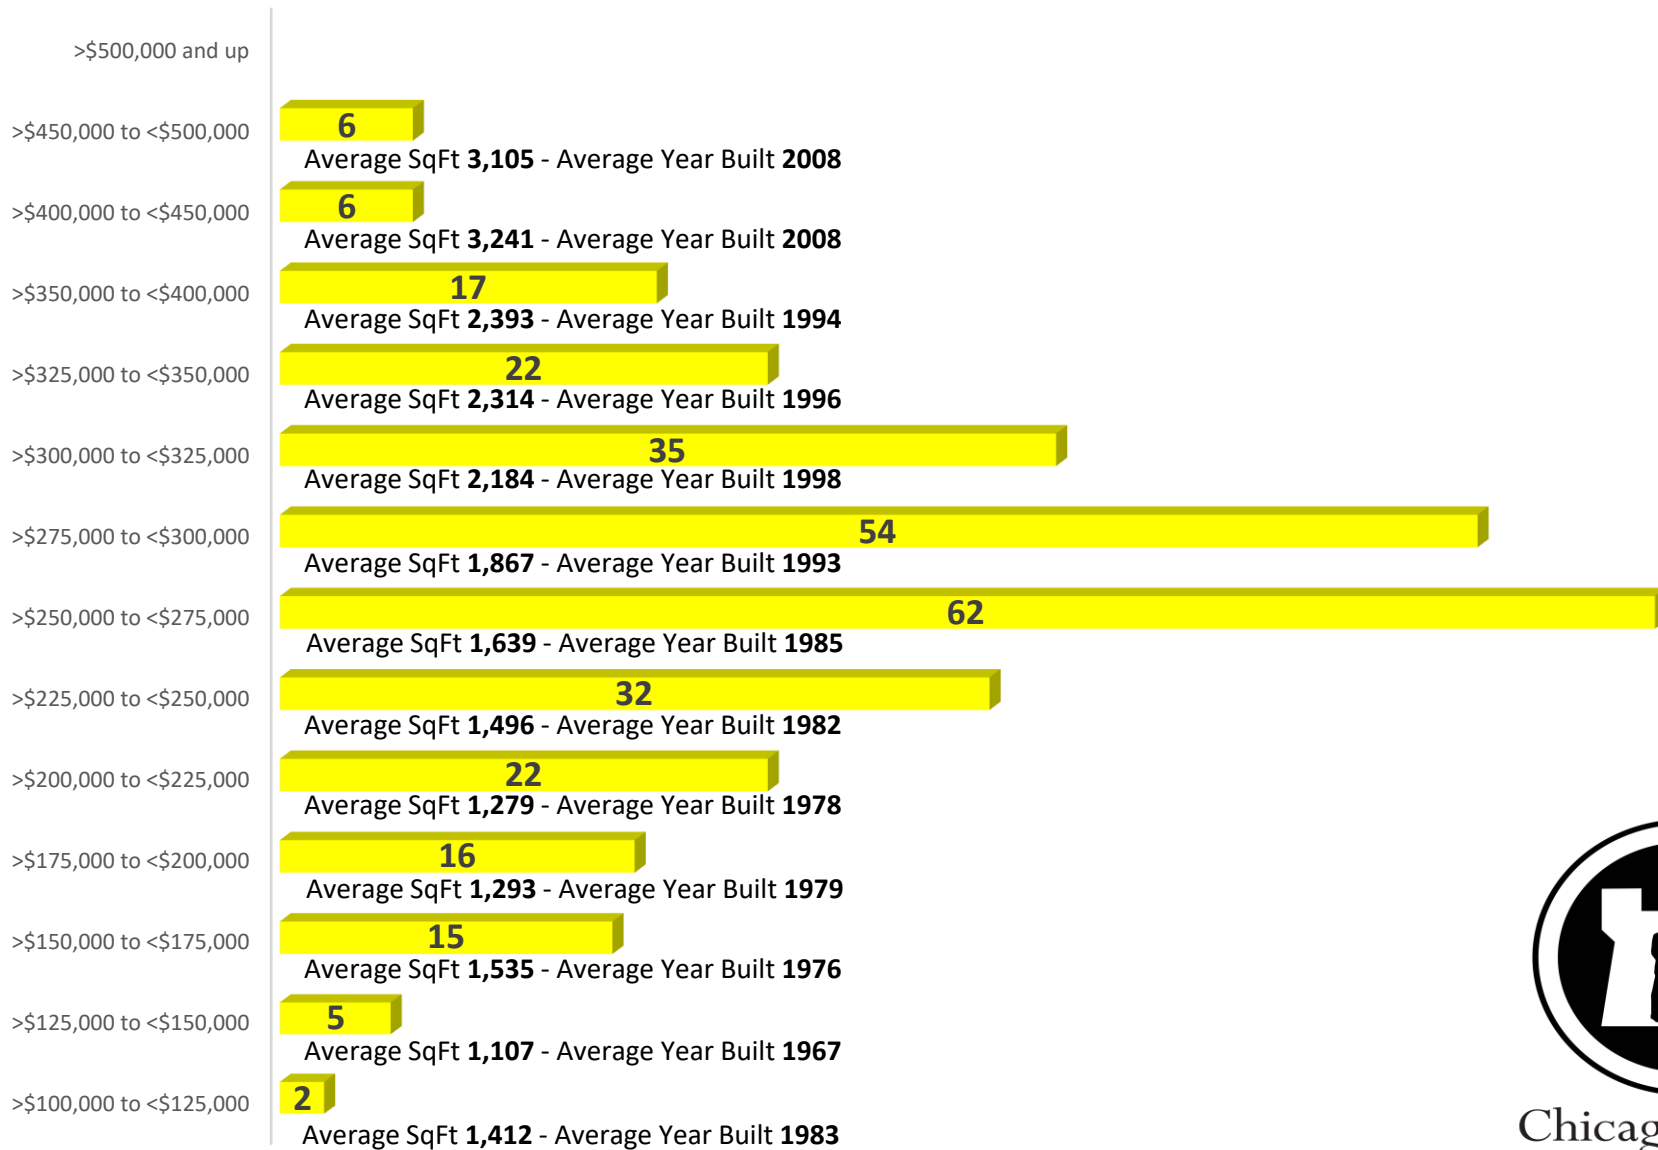 >$500,000 and up
>$450,000 to <$500,000
6
Average SqFt 3,105 - Average Year Built 2008
>$400,000 to <$450,000
6
Average SqFt 3,241 - Average Year Built 2008
>$350,000 to <$400,000
17
Average SqFt 2,393 - Average Year Built 1994
>$325,000 to <$350,000
22
Average SqFt 2,314 - Average Year Built 1996
>$300,000 to <$325,000
35
Average SqFt 2,184 - Average Year Built 1998
>$275,000 to <$300,000
54
Average SqFt 1,867 - Average Year Built 1993
>$250,000 to <$275,000
62
Average SqFt 1,639 - Average Year Built 1985
>$225,000 to <$250,000
32
Average SqFt 1,496 - Average Year Built 1982
>$200,000 to <$225,000
22
Average SqFt 1,279 - Average Year Built 1978
>$175,000 to <$200,000
16
Average SqFt 1,293 - Average Year Built 1979
>$150,000 to <$175,000
15
Average SqFt 1,535 - Average Year Built 1976
>$125,000 to <$150,000
5
Average SqFt 1,107 - Average Year Built 1967
>$100,000 to <$125,000
2
Average SqFt 1,412 - Average Year Built 1983
Chicag